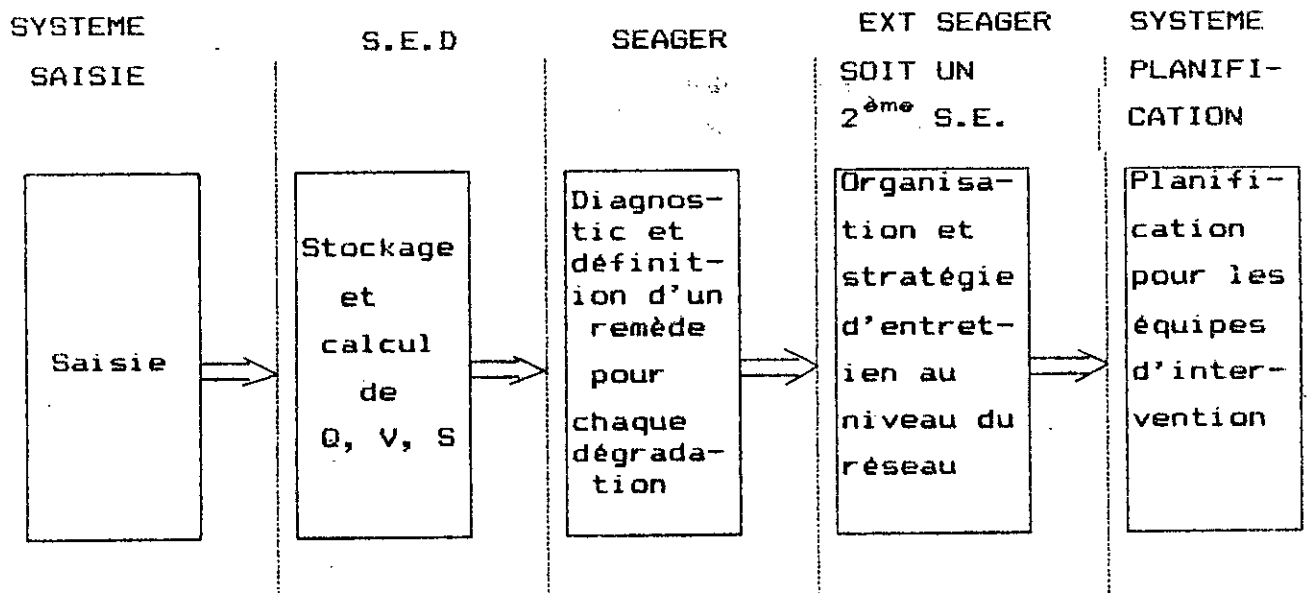 SYSTEME
SAISIE
S.E.D
SEAGER
EXT SEAGER
SOIT UN
2ème S.E.
SYSTEME
PLANIFI-
CATION
Saisie
Stockage
et
calcul
de
Q, V, S
Diagnos-
tic et
définit-
ion d'un
remède
pour
chaque
dégrada-
tion
Organisa-
tion et
stratégie
d'entret-
ien au
niveau du
réseau
Planifi-
cation
pour les
équipes
d'inter-
vention